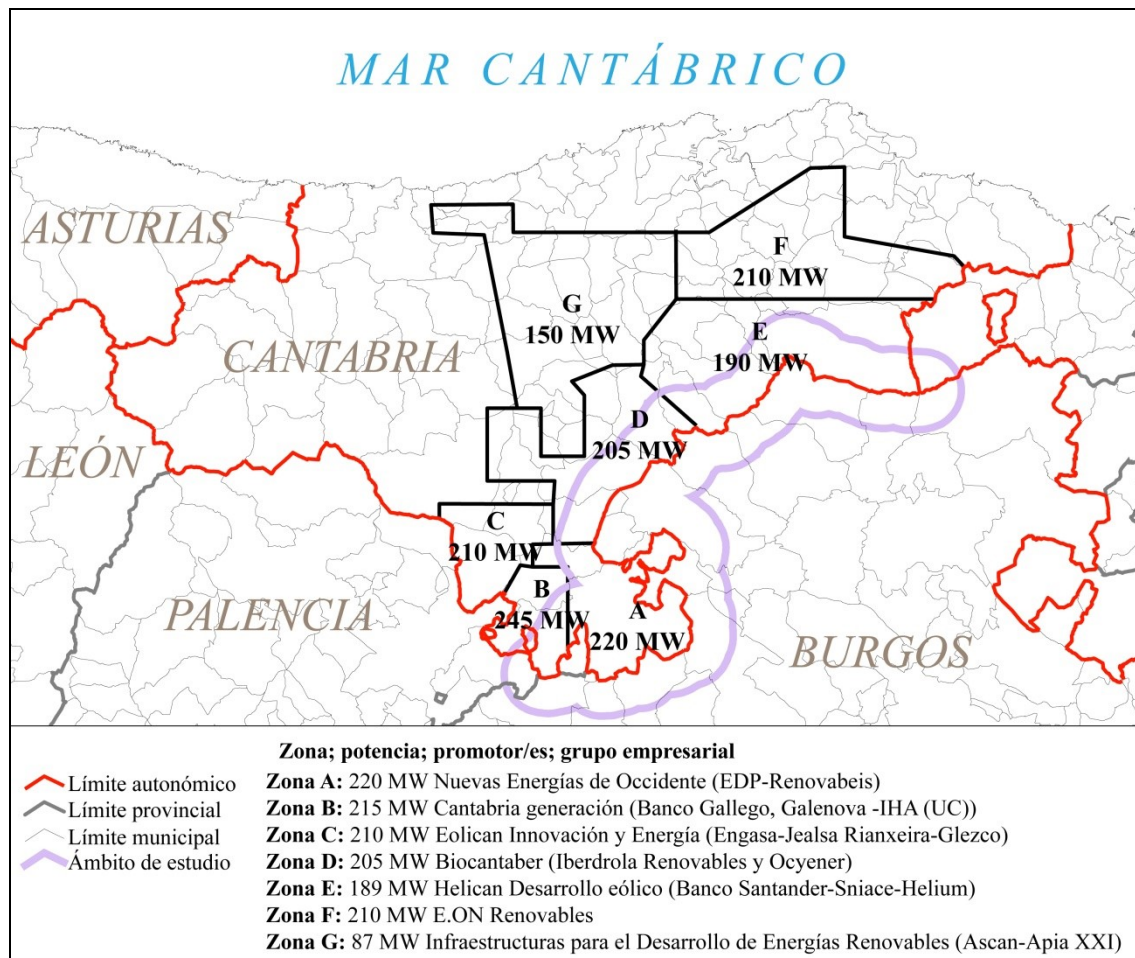 MAR CANTÁBRICO
ASTURIAS
F
210 MW
G
150 MW
E
190 MW
CANTABRIA
D
205 MW
LEÓN
C
210 MW
B
245 MW
A
220 MW
PALENCIA
BURGOS
Zona; potencia; promotor/es; grupo empresarial
Límite autonómico
Límite provincial
Límite municipal
Ámbito de estudio
Zona A: 220 MW Nuevas Energías de Occidente (EDP-Renovabeis)
Zona B: 215 MW Cantabria generación (Banco Gallego, Galenova -IHA (UC))
Zona C: 210 MW Eolican Innovación y Energía (Engasa-Jealsa Rianxeira-Glezco)
Zona D: 205 MW Biocantaber (Iberdrola Renovables y Ocyener)
Zona E: 189 MW Helican Desarrollo eólico (Banco Santander-Sniace-Helium)
Zona F: 210 MW E.ON Renovables
Zona G: 87 MW Infraestructuras para el Desarrollo de Energías Renovables (Ascan-Apia XXI)